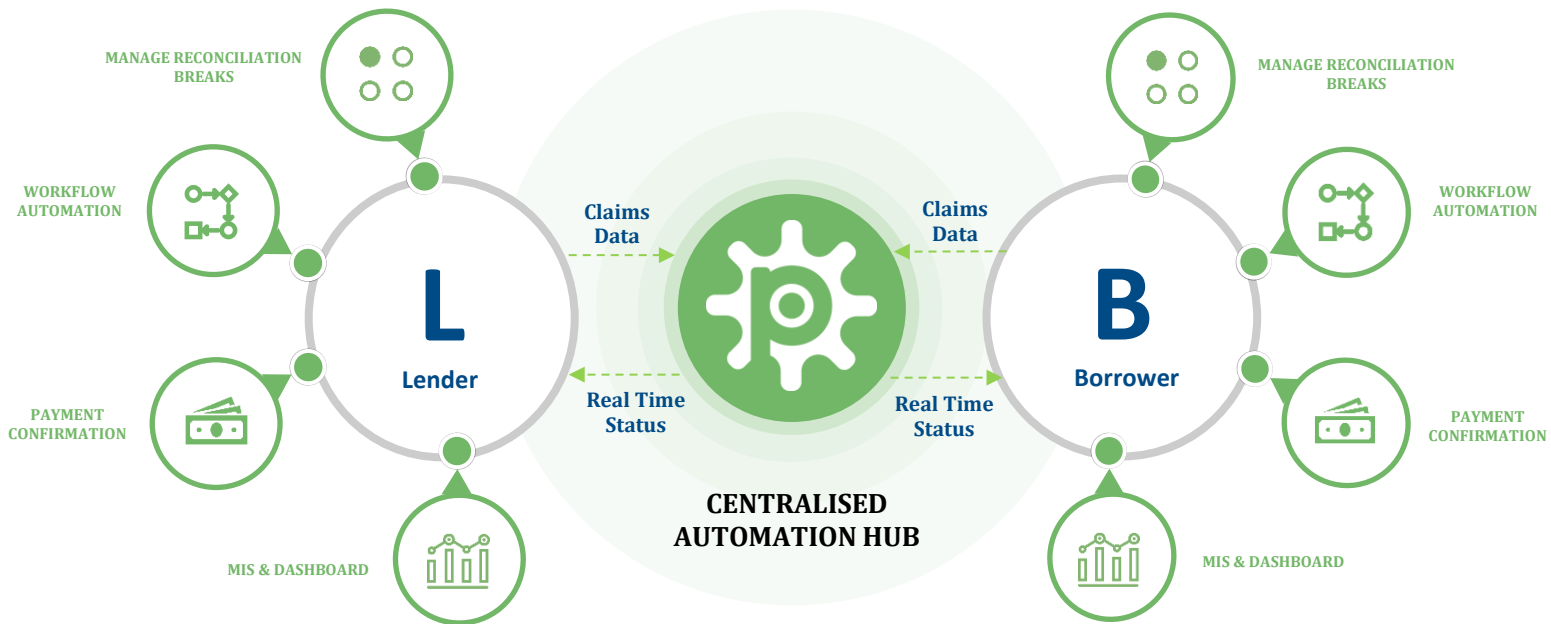 MANAGE RECONCILIATION
BREAKS
WORKFLOW
AUTOMATION
PAYMENT
CONFIRMATION
MIS & DASHBOARD
L
Lender
Claims
Data
Real Time
Status
p
CENTRALISED
AUTOMATION HUB
Claims
Data
Real Time
Status
B
Borrower
MANAGE RECONCILIATION
BREAKS
WORKFLOW
AUTOMATION
PAYMENT
CONFIRMATION
MIS & DASHBOARD